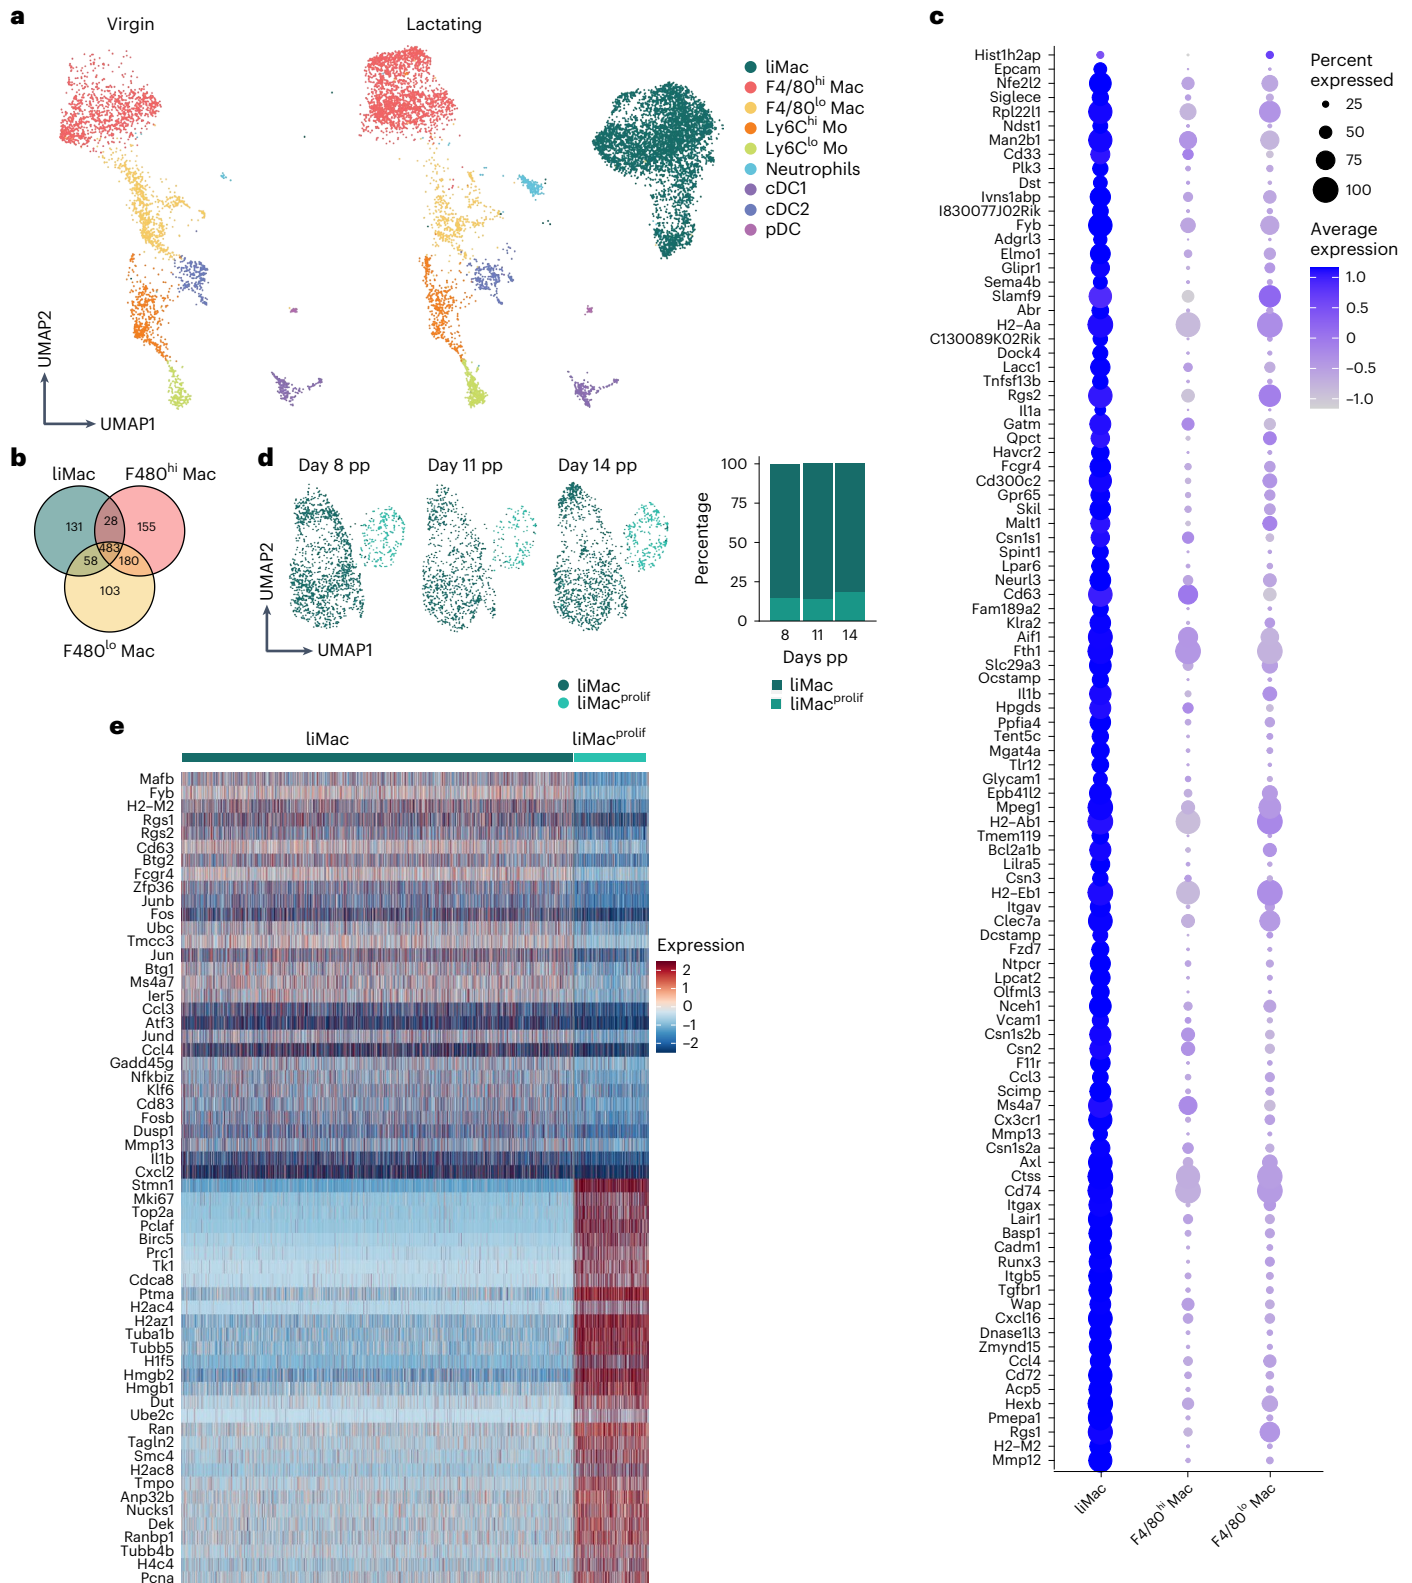 a
Virgin
Lactating
liMac
F4/80hi Mac
F4/80lo Mac
Ly6Chi Mo
Ly6Clo Mo
Neutrophils
cDC1
cDC2
pDC
UMAP2
UMAP1
b
liMac
F480hi Mac
131
28
155
483
58
180
103
F480lo Mac
d
Day 8 pp
Day 11 pp
Day 14 pp
UMAP2
UMAP1
liMac
liMacprolif
Percentage
100
75
50
25
0
8
11
14
Days pp
liMac
liMacprolif
e
liMac
liMacprolif
Mafb
Fyb
H2–M2
Rgs1
Rgs2
Cd63
Btg2
Fcgr4
Zfp36
Junb
Fos
Ubc
Tmcc3
Jun
Btg1
Ms4a7
Ier5
Ccl3
Atf3
Jund
Ccl4
Gadd45g
Nfkbiz
Klf6
Cd83
Fosb
Dusp1
Mmp13
Il1b
Cxcl2
Stmn1
Mki67
Top2a
Pclaf
Birc5
Prc1
Tk1
Cdca8
Ptma
H2ac4
H2az1
Tuba1b
Tubb5
H1f5
Hmgb2
Hmgb1
Dut
Ube2c
Ran
Tagln2
Smc4
H2ac8
Tmpo
Anp32b
Nucks1
Dek
Ranbp1
Tubb4b
H4c4
Pcna
Expression
2
1
0
–1
–2
c
Hist1h2ap
Epcam
Nfe2l2
Siglece
Rpl22l1
Ndst1
Man2b1
Cd33
Plk3
Dst
Ivns1abp
I830077J02Rik
Fyb
Adgrl3
Elmo1
Glipr1
Sema4b
Slamf9
Abr
H2–Aa
C130089K02Rik
Dock4
Lacc1
Tnfsf13b
Rgs2
Il1a
Gatm
Qpct
Havcr2
Fcgr4
Cd300c2
Gpr65
Skil
Malt1
Csn1s1
Spint1
Lpar6
Neurl3
Cd63
Fam189a2
Klra2
Aif1
Fth1
Slc29a3
Ocstamp
Il1b
Hpgds
Ppfia4
Tent5c
Mgat4a
Tlr12
Glycam1
Epb41l2
Mpeg1
H2–Ab1
Tmem119
Bcl2a1b
Lilra5
Csn3
H2–Eb1
Itgav
Clec7a
Dcstamp
Fzd7
Ntpcr
Lpcat2
Olfml3
Nceh1
Vcam1
Csn1s2b
Csn2
F11r
Ccl3
Scimp
Ms4a7
Cx3cr1
Mmp13
Csn1s2a
Axl
Ctss
Cd74
Itgax
Lair1
Basp1
Cadm1
Runx3
Itgb5
Tgfbr1
Wap
Cxcl16
Dnase1l3
Zmynd15
Ccl4
Cd72
Acp5
Hexb
Pmepa1
Rgs1
H2–M2
Mmp12
liMac
F4/80hi Mac
F4/80lo Mac
Percent
expressed
25
50
75
100
Average
expression
1.0
0.5
0
–0.5
–1.0